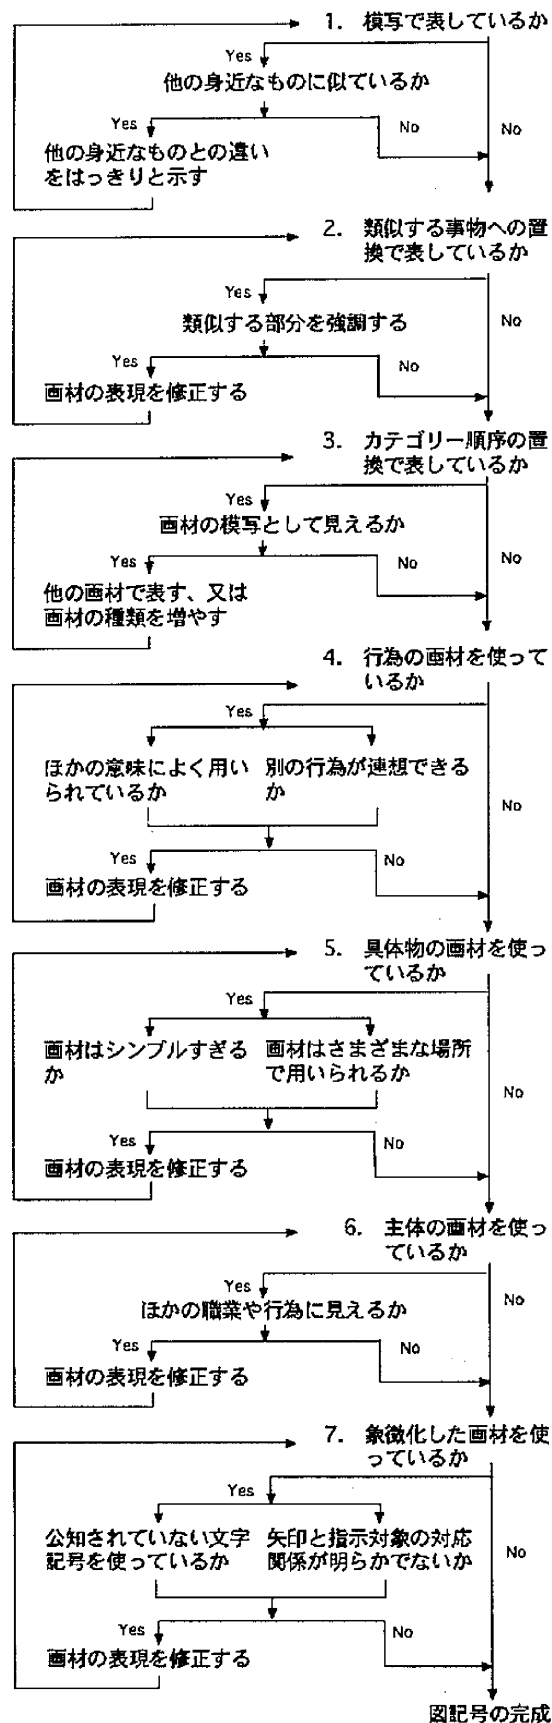 1. 模写で表しているか
Yes
他の身近なものに似ているか
Yes
No
No
他の身近なものとの違い
をはっきりと示す
2. 類似する事物への置
換で表しているか
Yes
No
類似する部分を強調する
Yes
No
画材の表現を修正する
3. カテゴリー順序の置
換で表しているか
Yes
画材の模写として見えるか
Yes
No
No
他の画材で表す、又は
画材の種類を増やす
4. 行為の画材を使って
いるか
Yes
ほかの意味によく用い
られているか
別の行為が連想できる
か
No
Yes
No
画材の表現を修正する
5. 具体物の画材を使っ
ているか
Yes
画材はシンプルすぎる
か
画材はさまざまな場所
で用いられるか
No
Yes
No
画材の表現を修正する
6. 主体の画材を使っ
ているか
Yes
No
ほかの職業や行為に見えるか
Yes
No
画材の表現を修正する
7. 象徴化した画材を使
っているか
Yes
公知されていない文字
記号を使っているか
矢印と指示対象の対応
関係が明らかでないか
No
Yes
No
画材の表現を修正する
図記号の完成